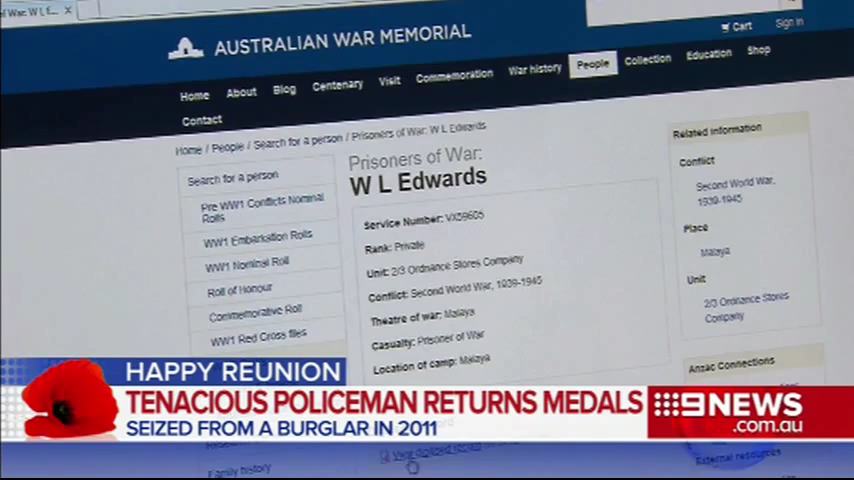 al War: W L E... x
AUSTRALIAN WAR MEMORIAL
Cart
Sign in
Home
About
Blog
Centenary
Visit
Commemoration
War history
People
Collection
Education
Shop
Contact
Home / People / Search for a person / Prisoners of War: W L Edwards
Search for a person
Pre WW1 Conflicts Nominal
Rolls
WW1 Embarkation Rolls
WW1 Nominal Roll
Roll of Honour
Commemorative Roll
WW1 Red Cross files
Family history
Prisoners of War:
W L Edwards
Service Number: VX59605
Rank: Private
Unit: 2/3 Ordnance Stores Company
Conflict: Second World War, 1939-1945
Theatre of war: Malaya
Casualty: Prisoner of War
Location of camp: Malaya
View digitised record
Related information
Conflict
Second World War,
1939-1945
Place
Malaya
Unit
2/3 Ordnance Stores
Company
Anzac Connections
External resources
HAPPY REUNION
TENACIOUS POLICEMAN RETURNS MEDALS
SEIZED FROM A BURGLAR IN 2011
9NEWS
.com.au